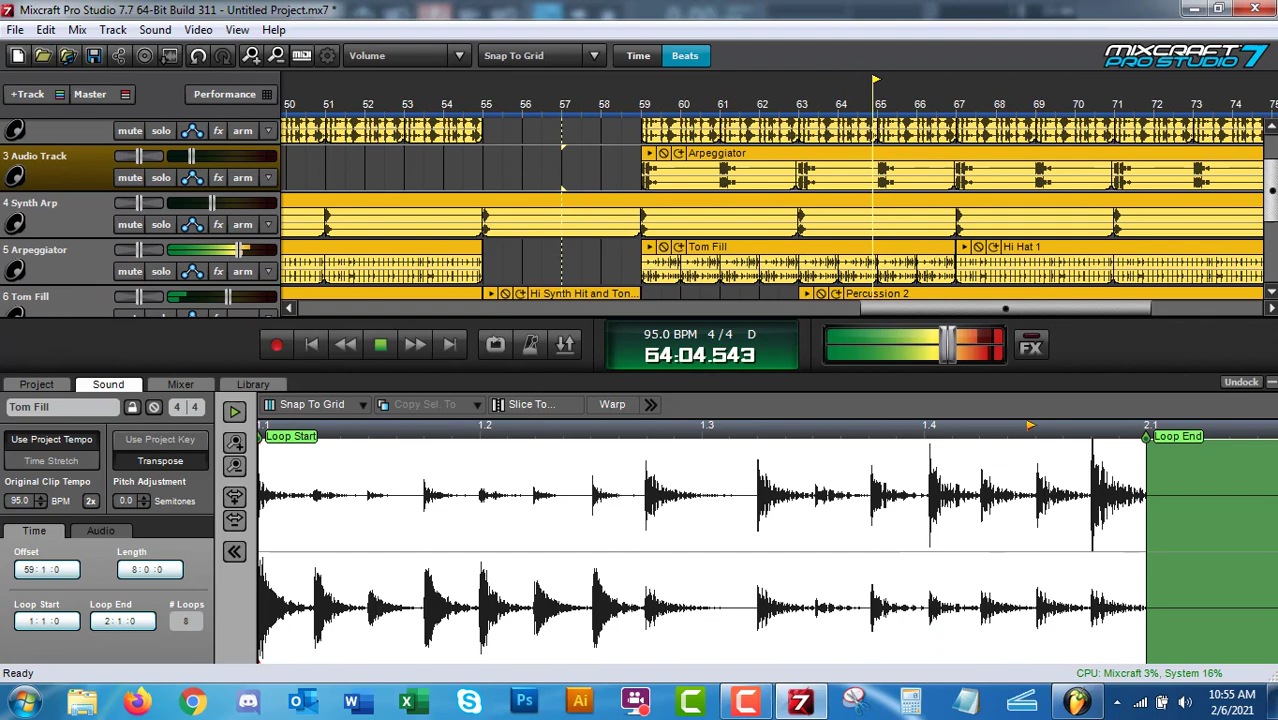 Mixcraft Pro Studio 7.7 64-Bit Build 311 - Untitled Project.mx7 *
File Edit Mix Track Sound Video View Help
Volume Snap To Grid Time Beats MIXCRAFT PRO STUDIO 7
+Track Master Performance
50 51 52 53 54 55 56 57 58 59 60 61 62 63 64 65 66 67 68 69 70 71 72 73 74 75
mute solo fx arm
3 Audio Track Arpeggiator
mute solo fx arm
4 Synth Arp
mute solo fx arm
5 Arpeggiator Tom Fill Hi Hat 1
mute solo fx arm
6 Tom Fill Hi Synth Hit and Ton... Percussion 2
95.0 BPM 4 / 4 D
64:04.543
FX
Project Sound Mixer Library Undock
Tom Fill 4 4 Snap To Grid Copy Sel. To Slice To... Warp
1.1 1.2 1.3 1.4 2.1
Loop Start Loop End
Use Project Tempo Use Project Key
Time Stretch Transpose
Original Clip Tempo Pitch Adjustment
95.0 BPM 2x 0.0 Semitones
Time Audio
Offset Length
59: 1 :0 8: 0 :0
Loop Start Loop End # Loops
1: 1 :0 2: 1 :0 8
Ready CPU: Mixcraft 3%, System 16%
W X Ps Ai C C 7
10:55 AM
2/6/2021